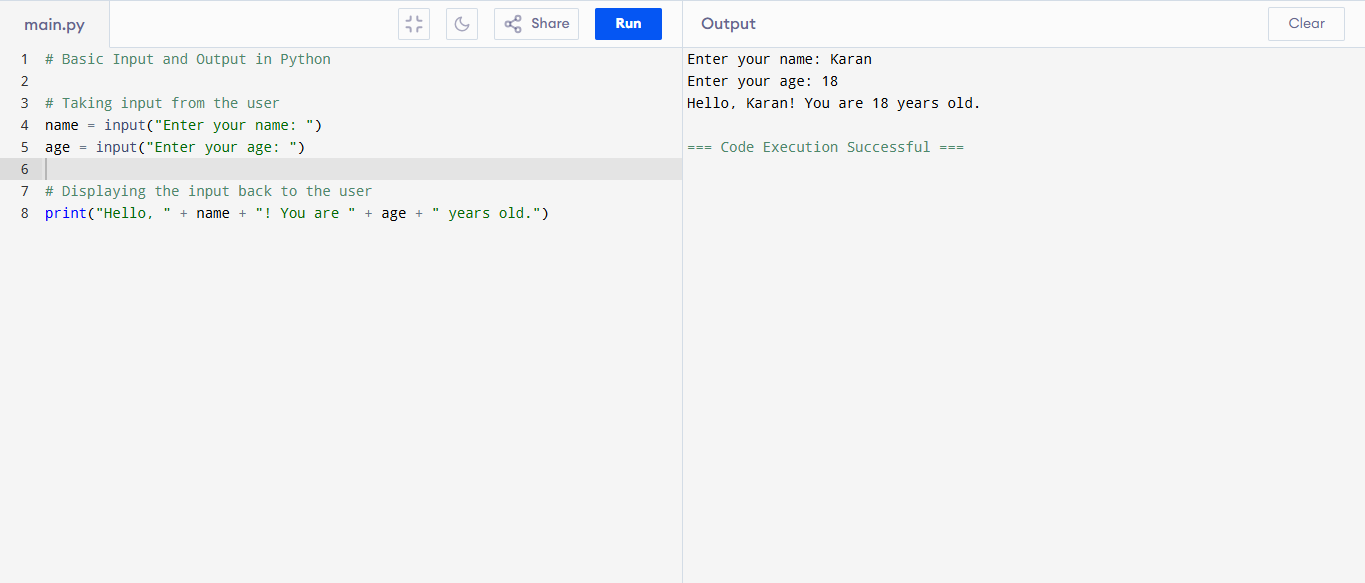 main.py
Share
Run
1 # Basic Input and Output in Python
2
3 # Taking input from the user
4 name = input("Enter your name: ")
5 age = input("Enter your age: ")
6
7 # Displaying the input back to the user
8 print("Hello, " + name + "! You are " + age + " years old.")
Output
Clear
Enter your name: Karan
Enter your age: 18
Hello, Karan! You are 18 years old.
=== Code Execution Successful ===